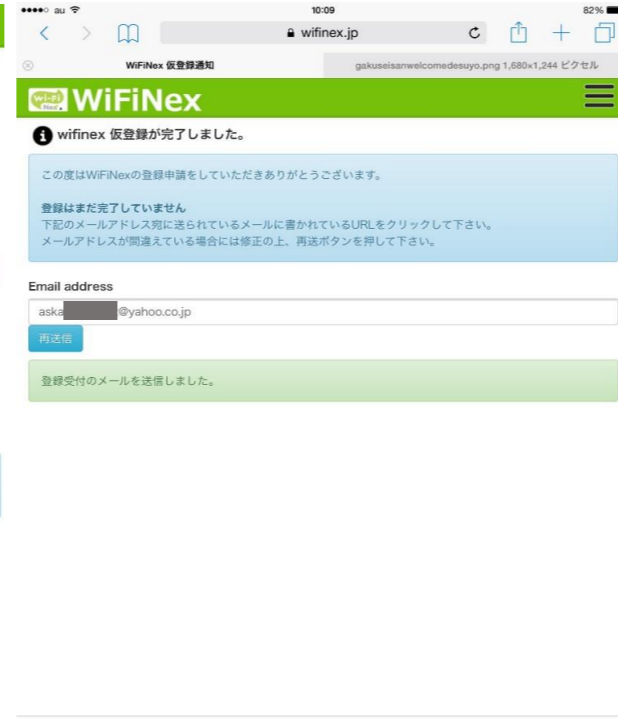 au
10:09
82%
wifinex.jp
WiFiNex 仮登録通知
gakuseisanwelcomedesuyo.png 1,680×1,244 ピクセル
Wi-Fi
Nex.
WiFiNex
wifinex 仮登録が完了しました。
この度はWiFiNexの登録申請をしていただきありがとうございます。
登録はまだ完了していません
下記のメールアドレス宛に送られているメールに書かれているURLをクリックして下さい。
メールアドレスが間違えている場合には修正の上、再送ボタンを押して下さい。
Email address
aska @yahoo.co.jp
再送信
登録受付のメールを送信しました。